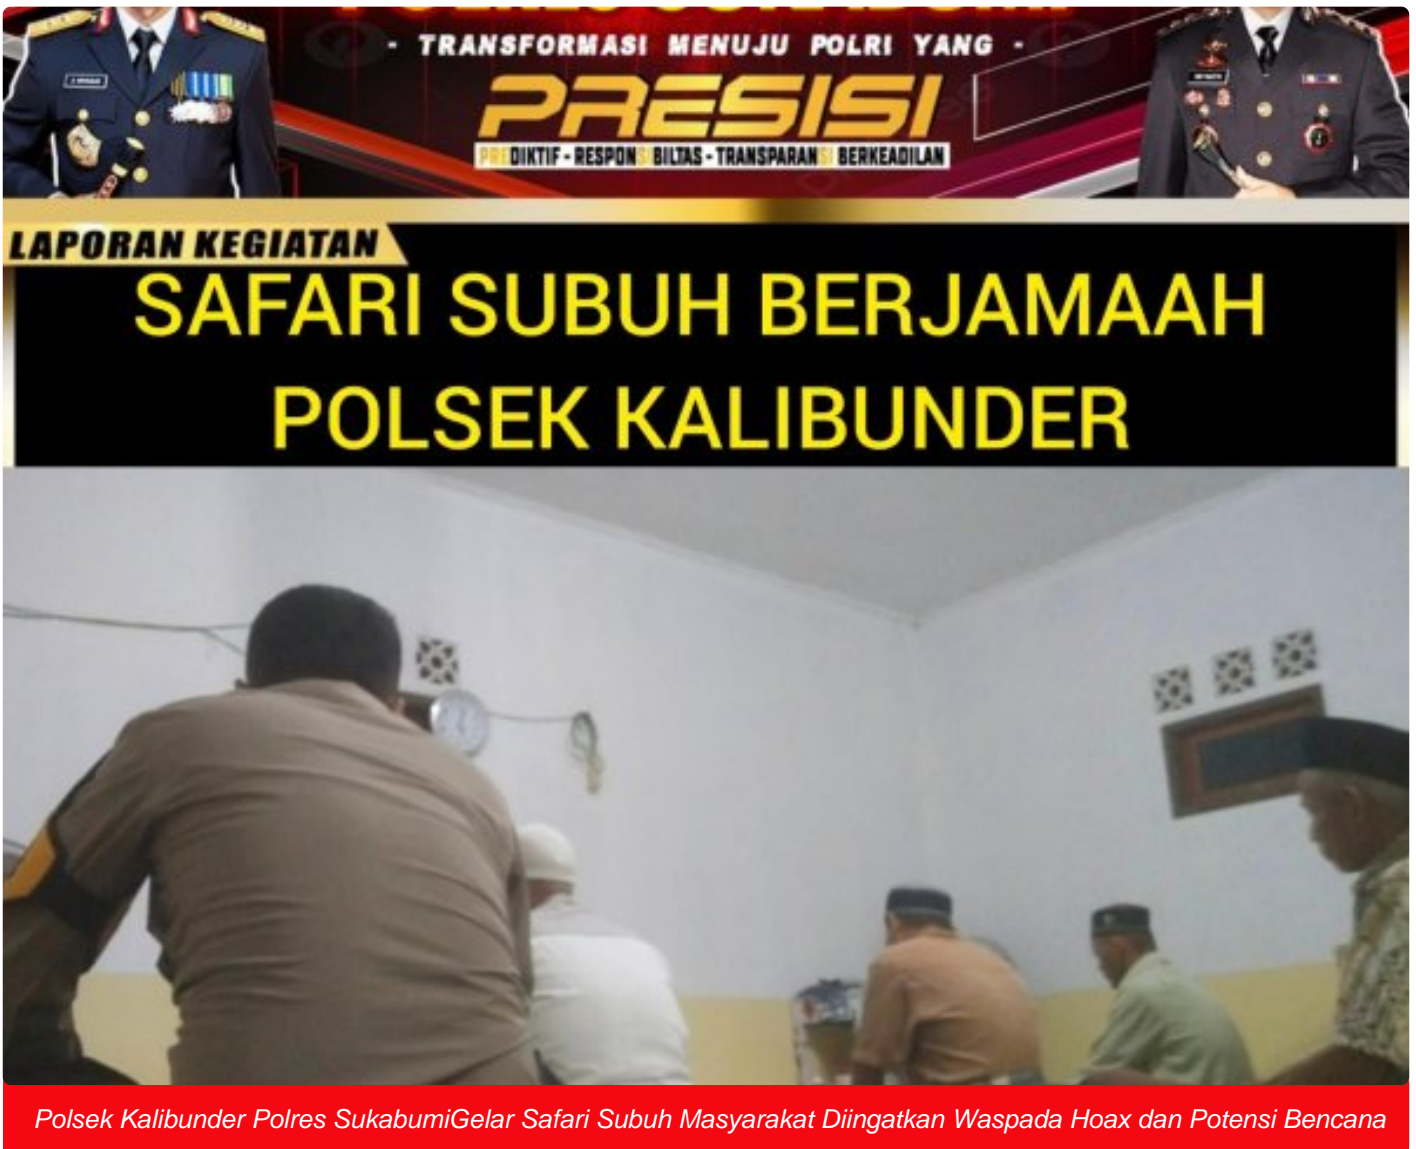 - TRANSFORMASI MENUJU POLRI YANG -
PRESISI
PREDIKTIF - RESPONSIBILTAS - TRANSPARANSI BERKEADILAN
LAPORAN KEGIATAN
SAFARI SUBUH BERJAMAAH
POLSEK KALIBUNDER
Polsek Kalibunder Polres SukabumiGelar Safari Subuh Masyarakat Diingatkan Waspada Hoax dan Potensi Bencana